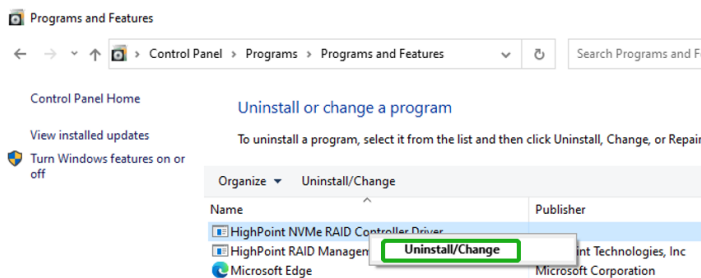 Programs and Features
Control Panel > Programs > Programs and Features
Search Programs and F
Control Panel Home
View installed updates
Turn Windows features on or
off
Uninstall or change a program
To uninstall a program, select it from the list and then click Uninstall, Change, or Repair
Organize Uninstall/Change
Name Publisher
HighPoint NVMe RAID Controller Driver
HighPoint RAID Managem
Uninstall/Change
int Technologies, Inc
Microsoft Edge Microsoft Corporation